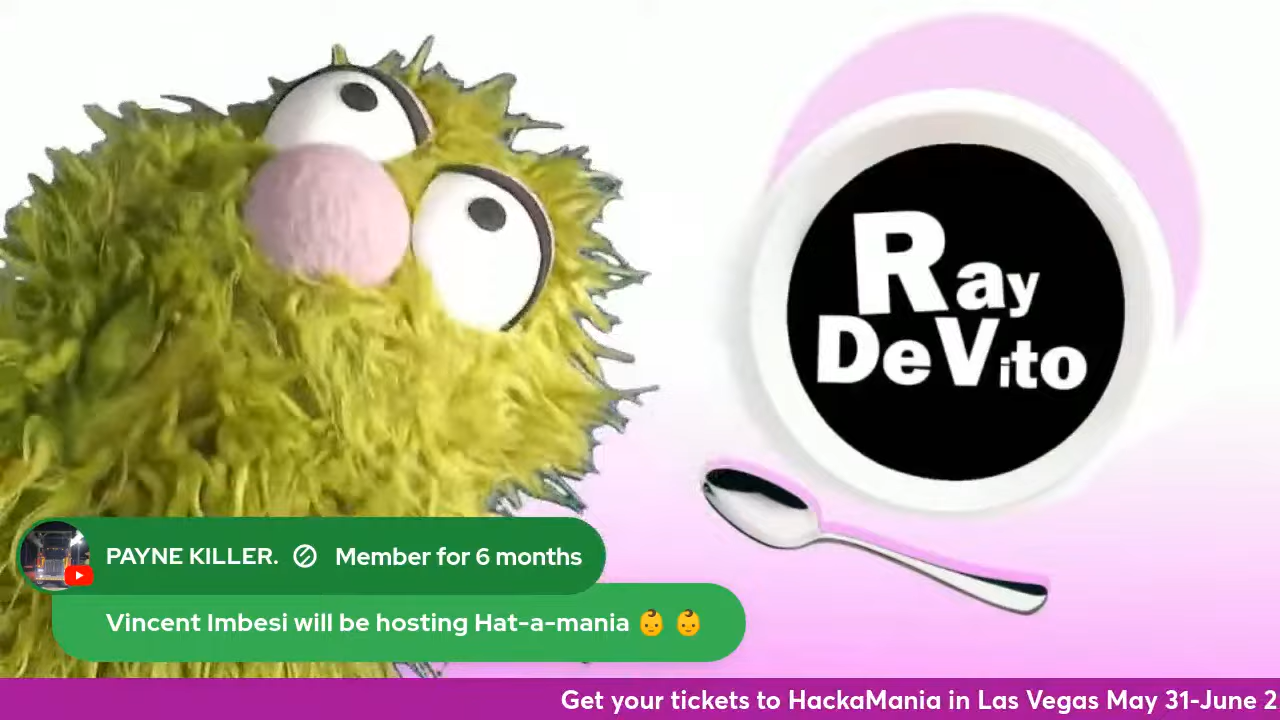 Ray
DeVito
PAYNE KILLER. Member for 6 months
Vincent Imbesi will be hosting Hat-a-mania 👶 👶
Get your tickets to HackaMania in Las Vegas May 31-June 2